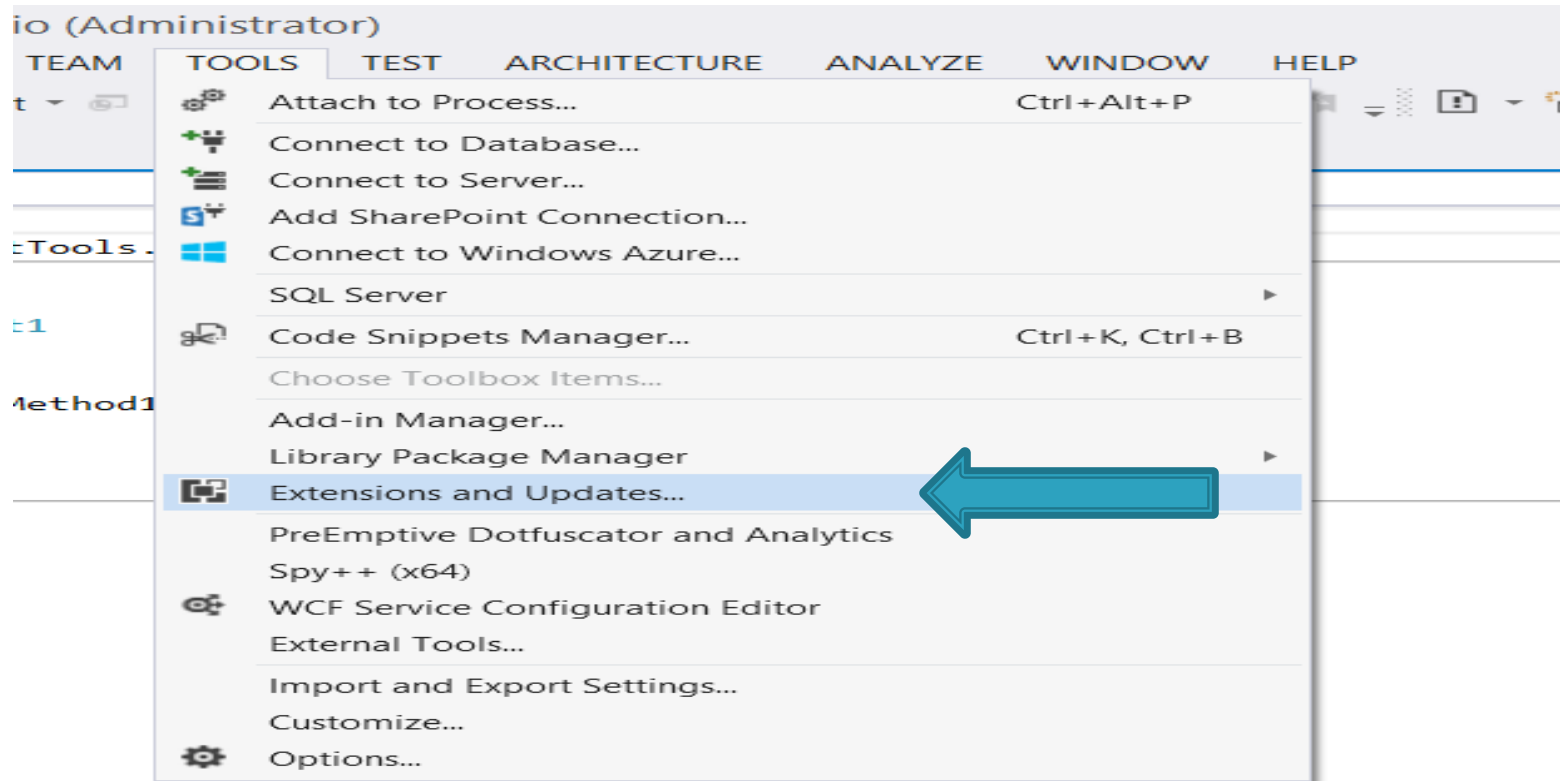 io (Administrator)
TEAM TOOLS TEST ARCHITECTURE ANALYZE WINDOW HELP
t
Attach to Process... Ctrl+Alt+P
Connect to Database...
Connect to Server...
Add SharePoint Connection...
tTools.
Connect to Windows Azure...
SQL Server
t1
Code Snippets Manager... Ctrl+K, Ctrl+B
Choose Toolbox Items...
Method1
Add-in Manager...
Library Package Manager
Extensions and Updates...
PreEmptive Dotfuscator and Analytics
Spy++ (x64)
WCF Service Configuration Editor
External Tools...
Import and Export Settings...
Customize...
Options...